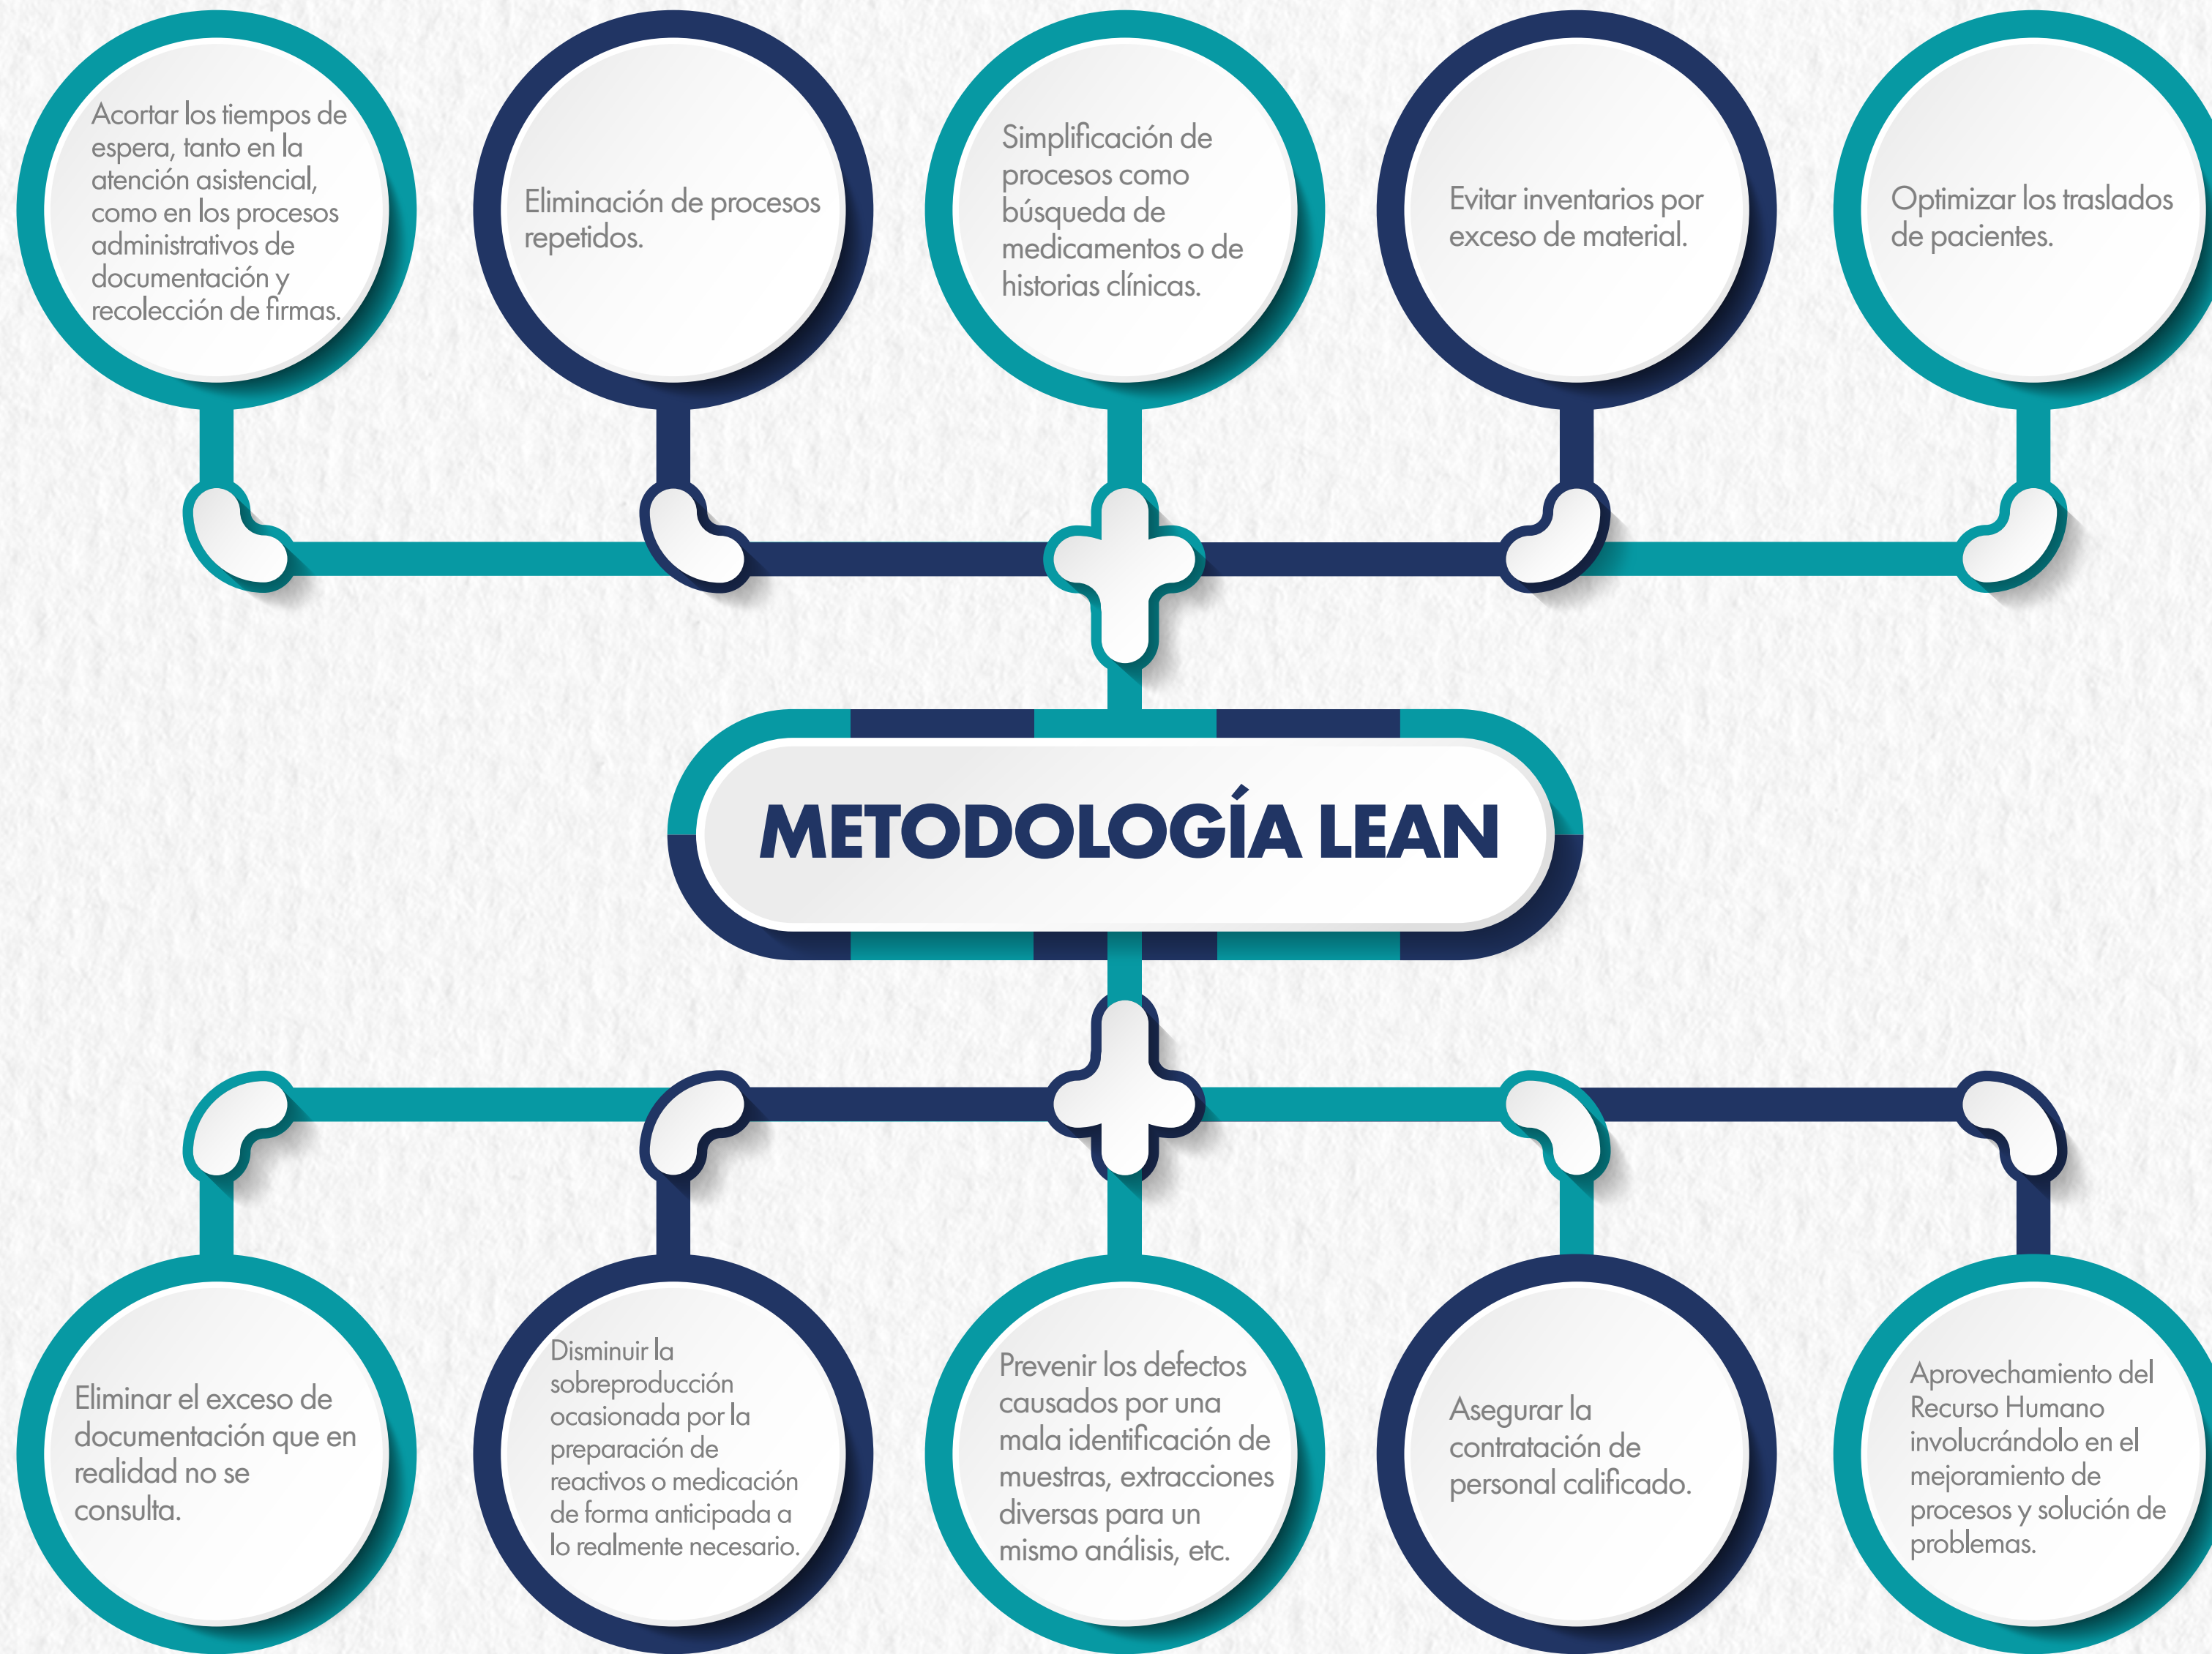 Acortar los tiempos de
espera, tanto en la
atención asistencial,
como en los procesos
administrativos de
documentación y
recolección de firmas.
Eliminación de procesos
repetidos.
Simplificación de
procesos como
búsqueda de
medicamentos o de
historias clínicas.
Evitar inventarios por
exceso de material.
Optimizar los traslados
de pacientes.
METODOLOGÍA LEAN
Eliminar el exceso de
documentación que en
realidad no se
consulta.
Disminuir la
sobreproducción
ocasionada por la
preparación de
reactivos o medicación
de forma anticipada a
lo realmente necesario.
Prevenir los defectos
causados por una
mala identificación de
muestras, extracciones
diversas para un
mismo análisis, etc.
Asegurar la
contratación de
personal calificado.
Aprovechamiento del
Recurso Humano
involucrándolo en el
mejoramiento de
procesos y solución de
problemas.